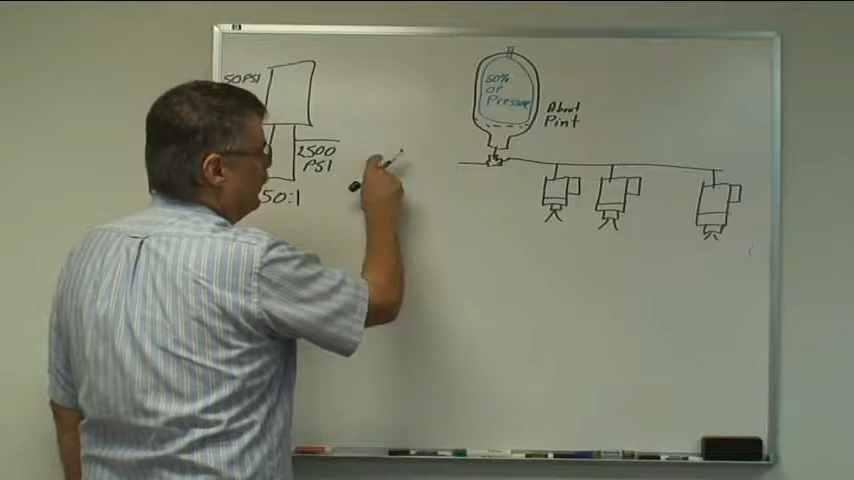 50 PSI
2500
PSI
50:1
50%
OF
Pressure
About
Pint